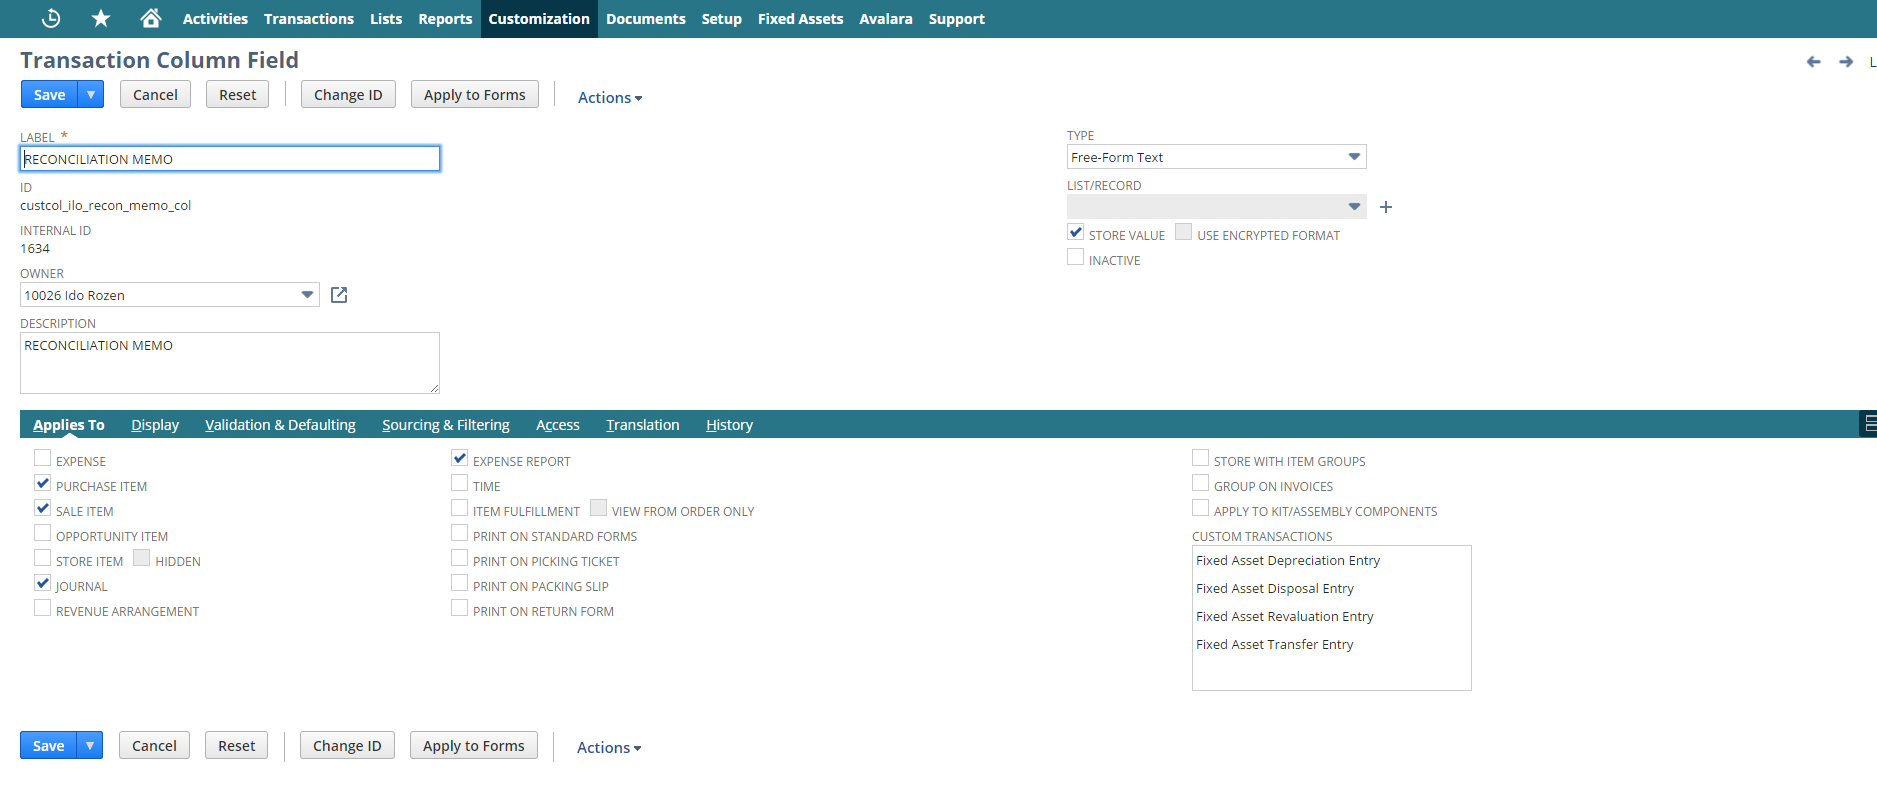 Activities Transactions Lists Reports Customization Documents Setup Fixed Assets Avalara Support
Transaction Column Field
L
Save Cancel Reset Change ID Apply to Forms Actions
LABEL *
RECONCILIATION MEMO
ID
custcol_ilo_recon_memo_col
INTERNAL ID
1634
OWNER
10026 Ido Rozen
DESCRIPTION
RECONCILIATION MEMO
TYPE
Free-Form Text
LIST/RECORD
STORE VALUE USE ENCRYPTED FORMAT
INACTIVE
Applies To Display Validation & Defaulting Sourcing & Filtering Access Translation History
EXPENSE
PURCHASE ITEM
SALE ITEM
OPPORTUNITY ITEM
STORE ITEM HIDDEN
JOURNAL
REVENUE ARRANGEMENT
EXPENSE REPORT
TIME
ITEM FULFILLMENT VIEW FROM ORDER ONLY
PRINT ON STANDARD FORMS
PRINT ON PICKING TICKET
PRINT ON PACKING SLIP
PRINT ON RETURN FORM
STORE WITH ITEM GROUPS
GROUP ON INVOICES
APPLY TO KIT/ASSEMBLY COMPONENTS
CUSTOM TRANSACTIONS
Fixed Asset Depreciation Entry
Fixed Asset Disposal Entry
Fixed Asset Revaluation Entry
Fixed Asset Transfer Entry
Save Cancel Reset Change ID Apply to Forms Actions